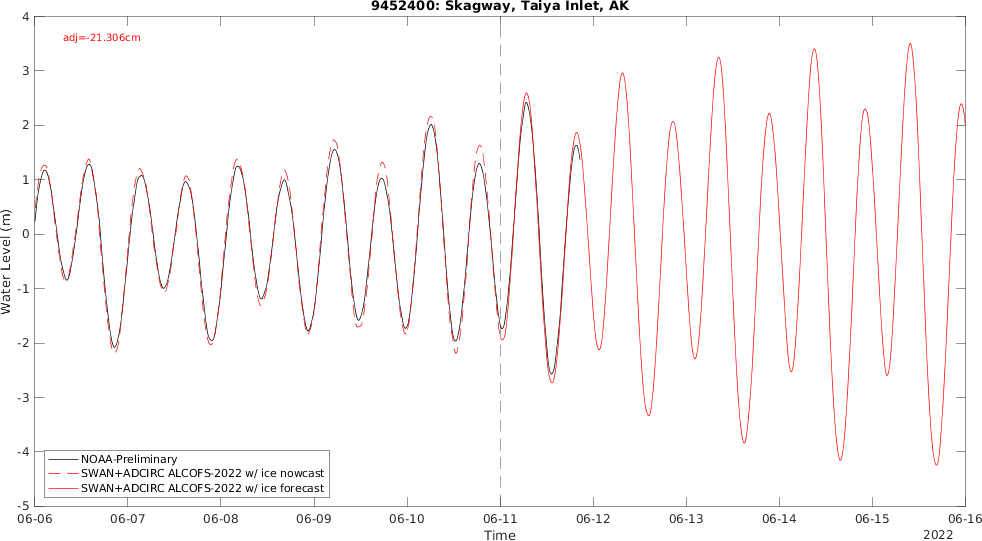 9452400: Skagway, Taiya Inlet, AK
adj=-21.306cm
4
3
2
1
0
-1
-2
-3
-4
-5
Water Level (m)
NOAA-Preliminary
SWAN+ADCIRC ALCOFS-2022 w/ ice nowcast
SWAN+ADCIRC ALCOFS-2022 w/ ice forecast
06-06 06-07 06-08 06-09 06-10 06-11 06-12 06-13 06-14 06-15 06-16
Time
2022